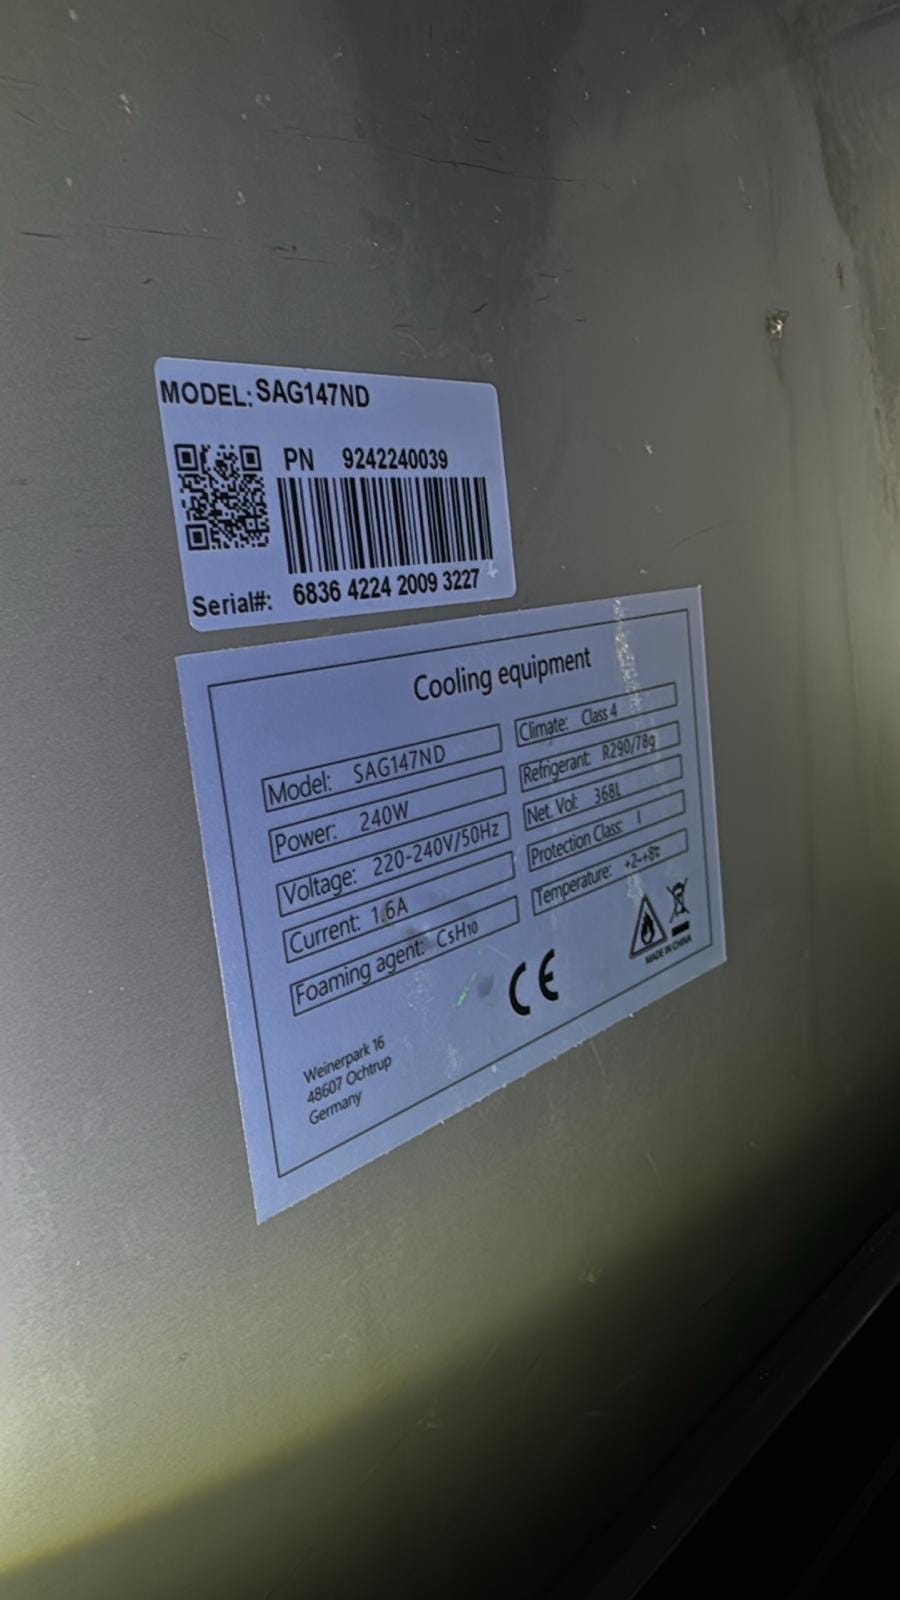 MODEL: SAG147ND
PN 9242240039
Serial#: 6836 4224 2009 3227
Cooling equipment
Model: SAG147ND
Power: 240W
Voltage: 220-240V/50Hz
Current: 1.6A
Foaming agent: C5H10
Climate: Class 4
Refrigerant: R290/78g
Net. Vol: 368L
Protection Class: I
Temperature: +2~+8℃
CE
MADE IN CHINA
Weinerpark 16
48607 Ochtrup
Germany